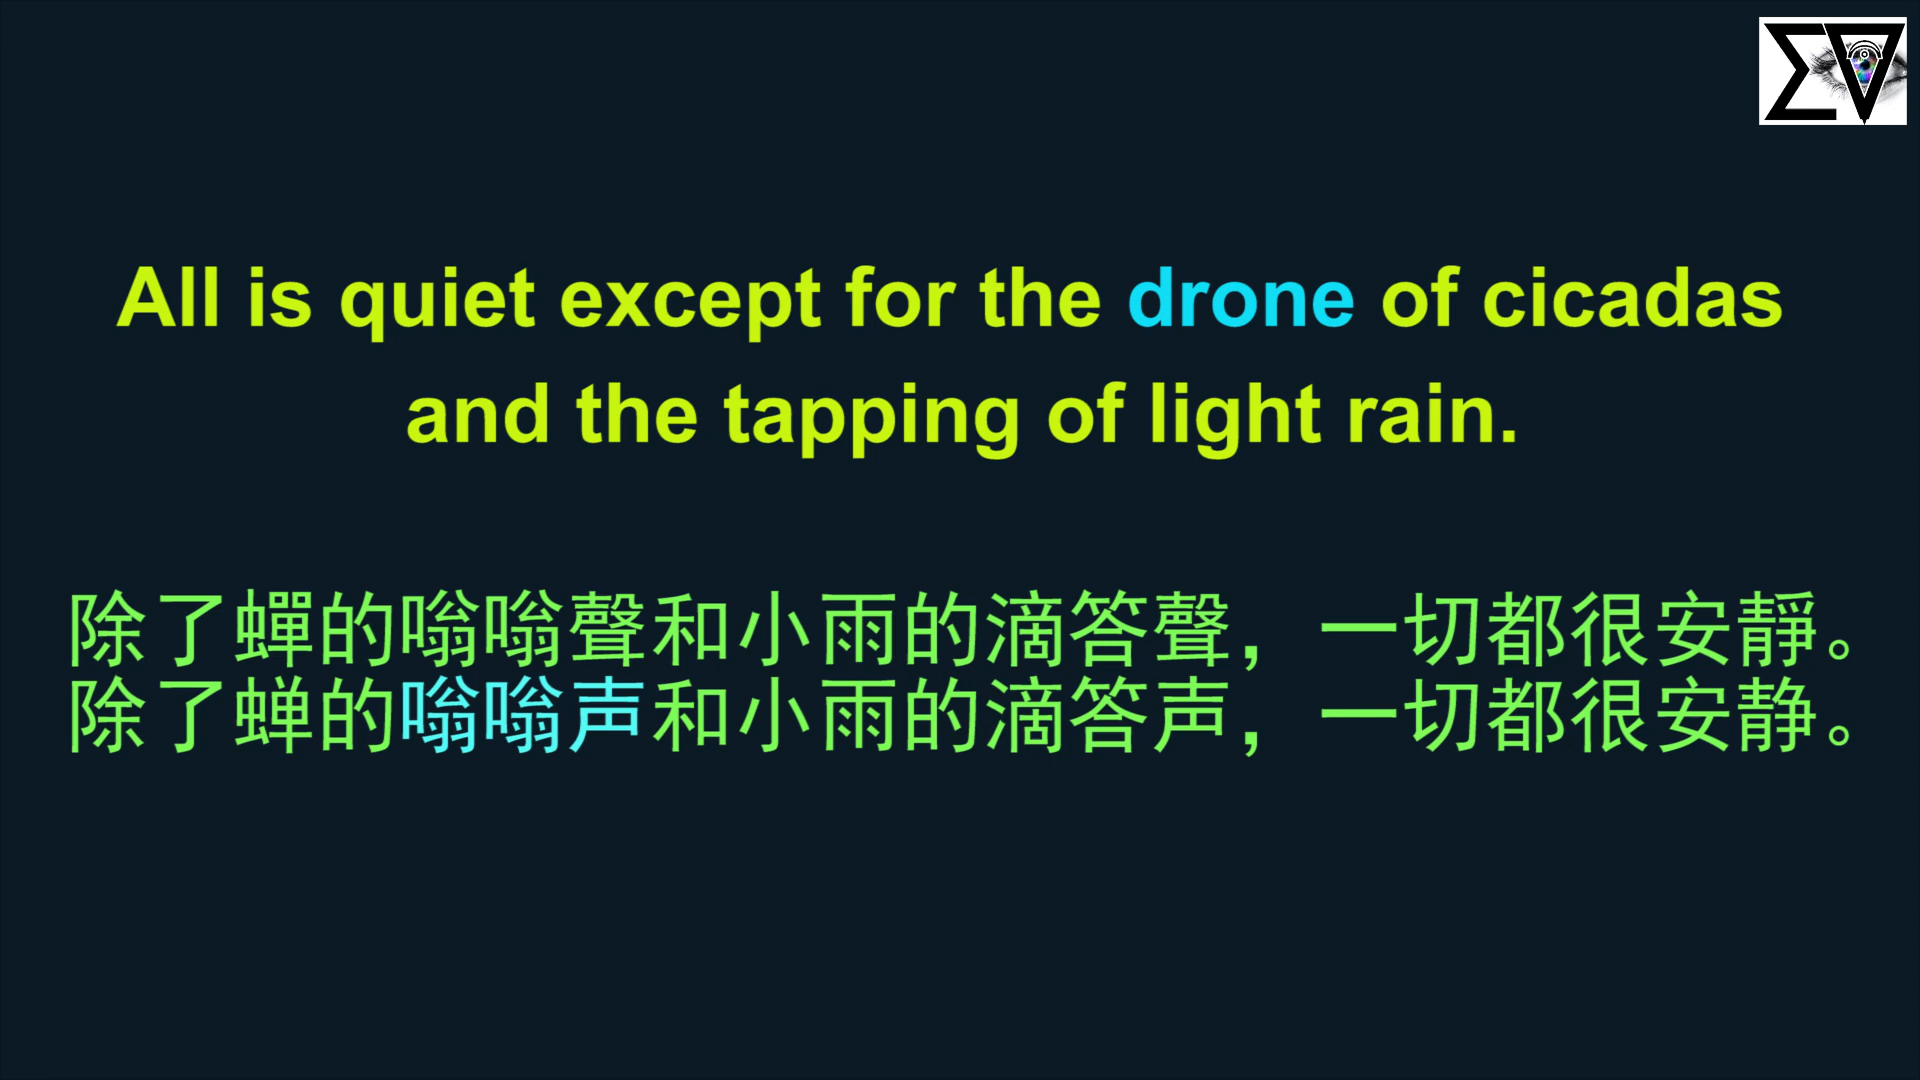 All is quiet except for the drone of cicadas
and the tapping of light rain.
除了蟬的嗡嗡聲和小雨的滴答聲，一切都很安靜。
除了蝉的嗡嗡声和小雨的滴答声，一切都很安静。